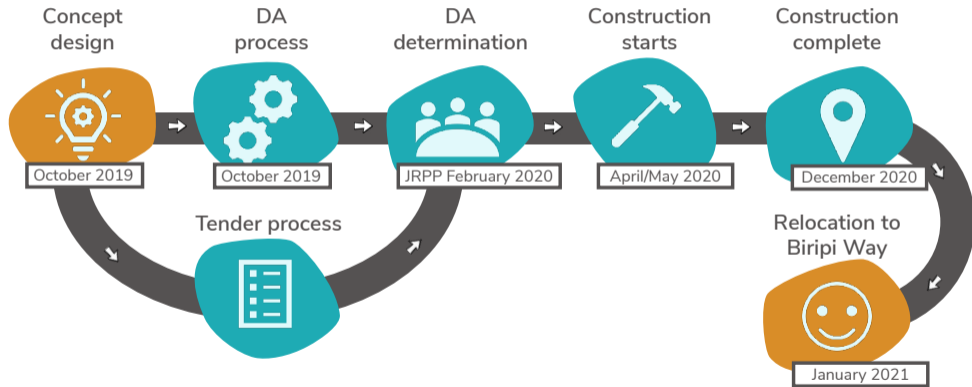 Concept
design
October 2019
DA
process
October 2019
DA
determination
JRPP February 2020
Construction
starts
April/May 2020
Construction
complete
December 2020
Tender process
Relocation to
Biripi Way
January 2021